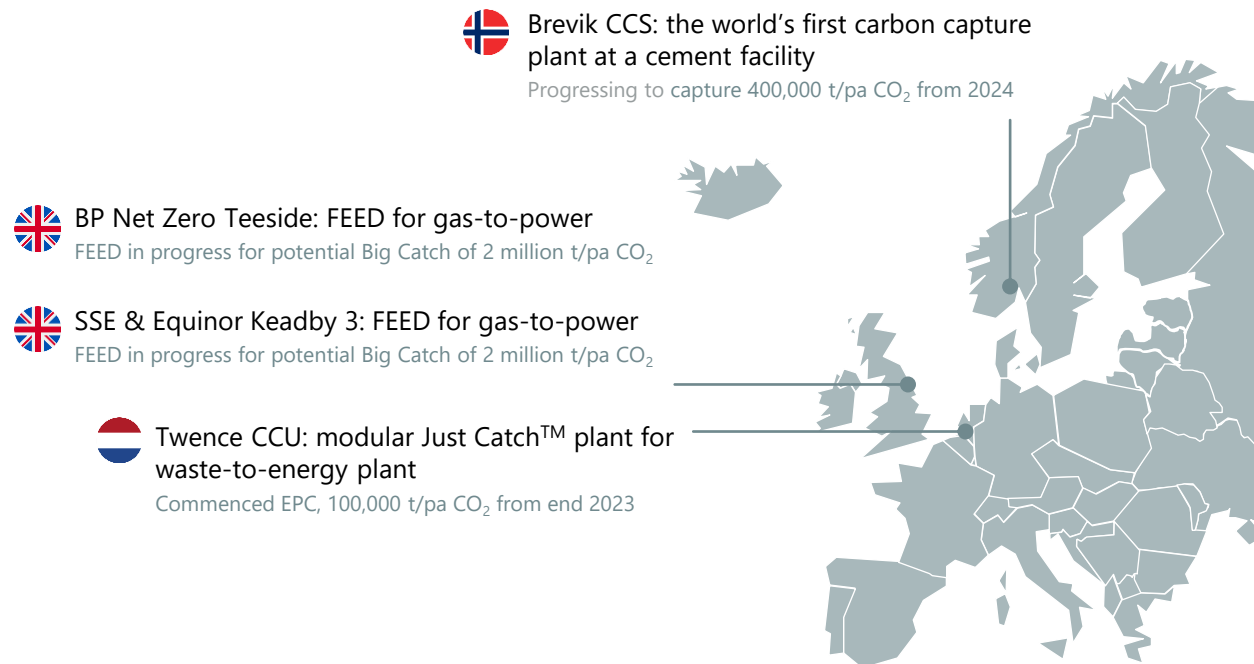 Brevik CCS: the world’s first carbon capture
plant at a cement facility
Progressing to capture 400,000 t/pa CO₂ from 2024
BP Net Zero Teeside: FEED for gas-to-power
FEED in progress for potential Big Catch of 2 million t/pa CO₂
SSE & Equinor Keadby 3: FEED for gas-to-power
FEED in progress for potential Big Catch of 2 million t/pa CO₂
Twence CCU: modular Just Catch™ plant for
waste-to-energy plant
Commenced EPC, 100,000 t/pa CO₂ from end 2023